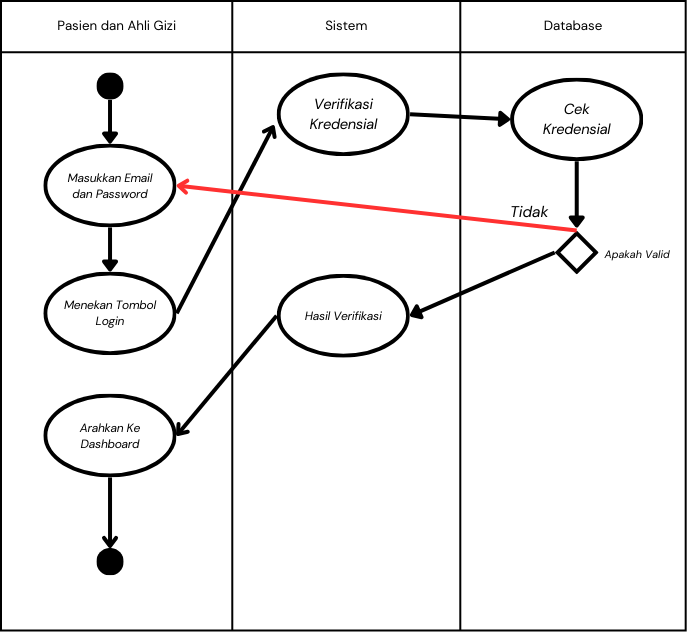 Pasien dan Ahli Gizi
Sistem
Database
Verifikasi
Kredensial
Cek
Kredensial
Masukkan Email
dan Password
Tidak
Apakah Valid
Menekan Tombol
Login
Hasil Verifikasi
Arahkan Ke
Dashboard